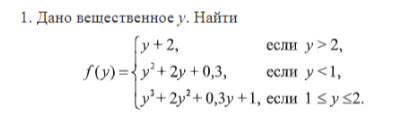 1. Дано вещественное y. Найти
y + 2, если y > 2,
f(y) = { y² + 2y + 0,3, если y < 1,
y³ + 2y² + 0,3y + 1, если 1 ≤ y ≤ 2.